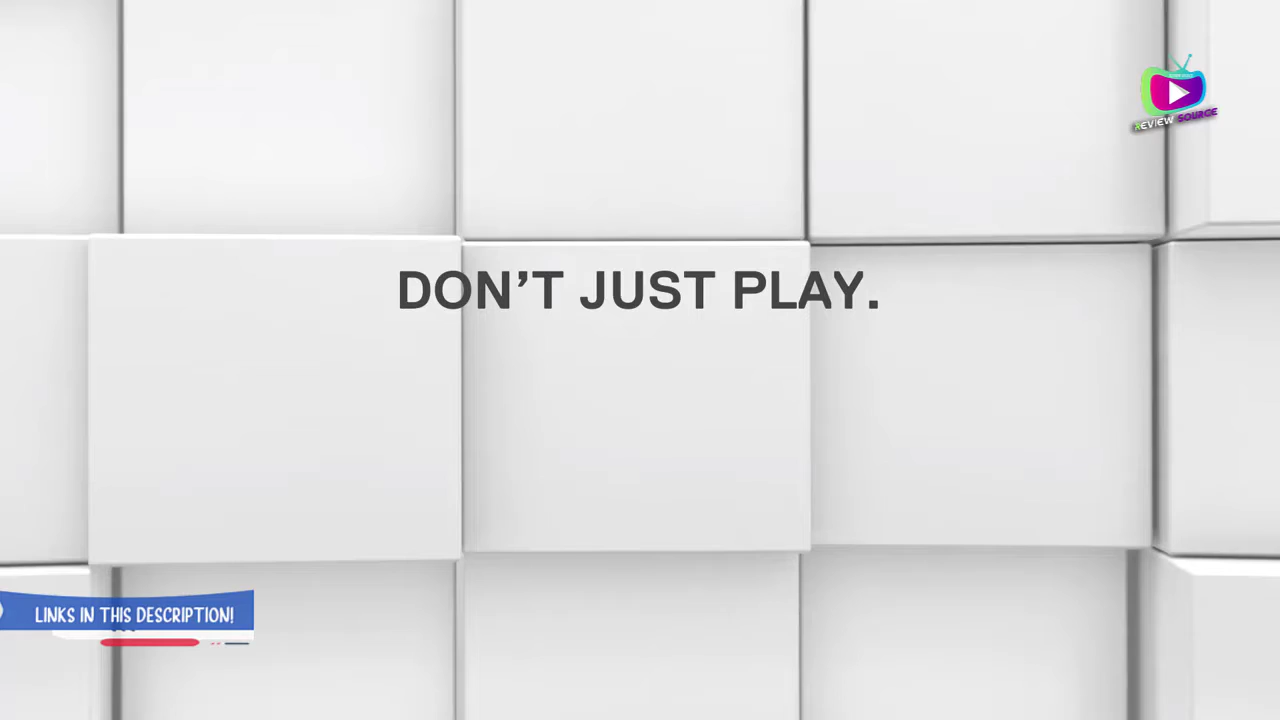 REVIEW SOURCE
DON’T JUST PLAY.
LINKS IN THIS DESCRIPTION!